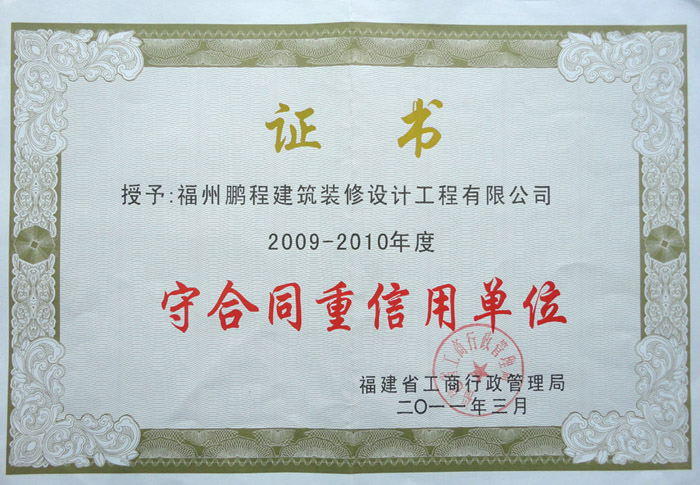 证书
授予:福州鹏程建筑装修设计工程有限公司
2009-2010年度
守合同重信用单位
福建省工商行政管理局
二〇一一年三月